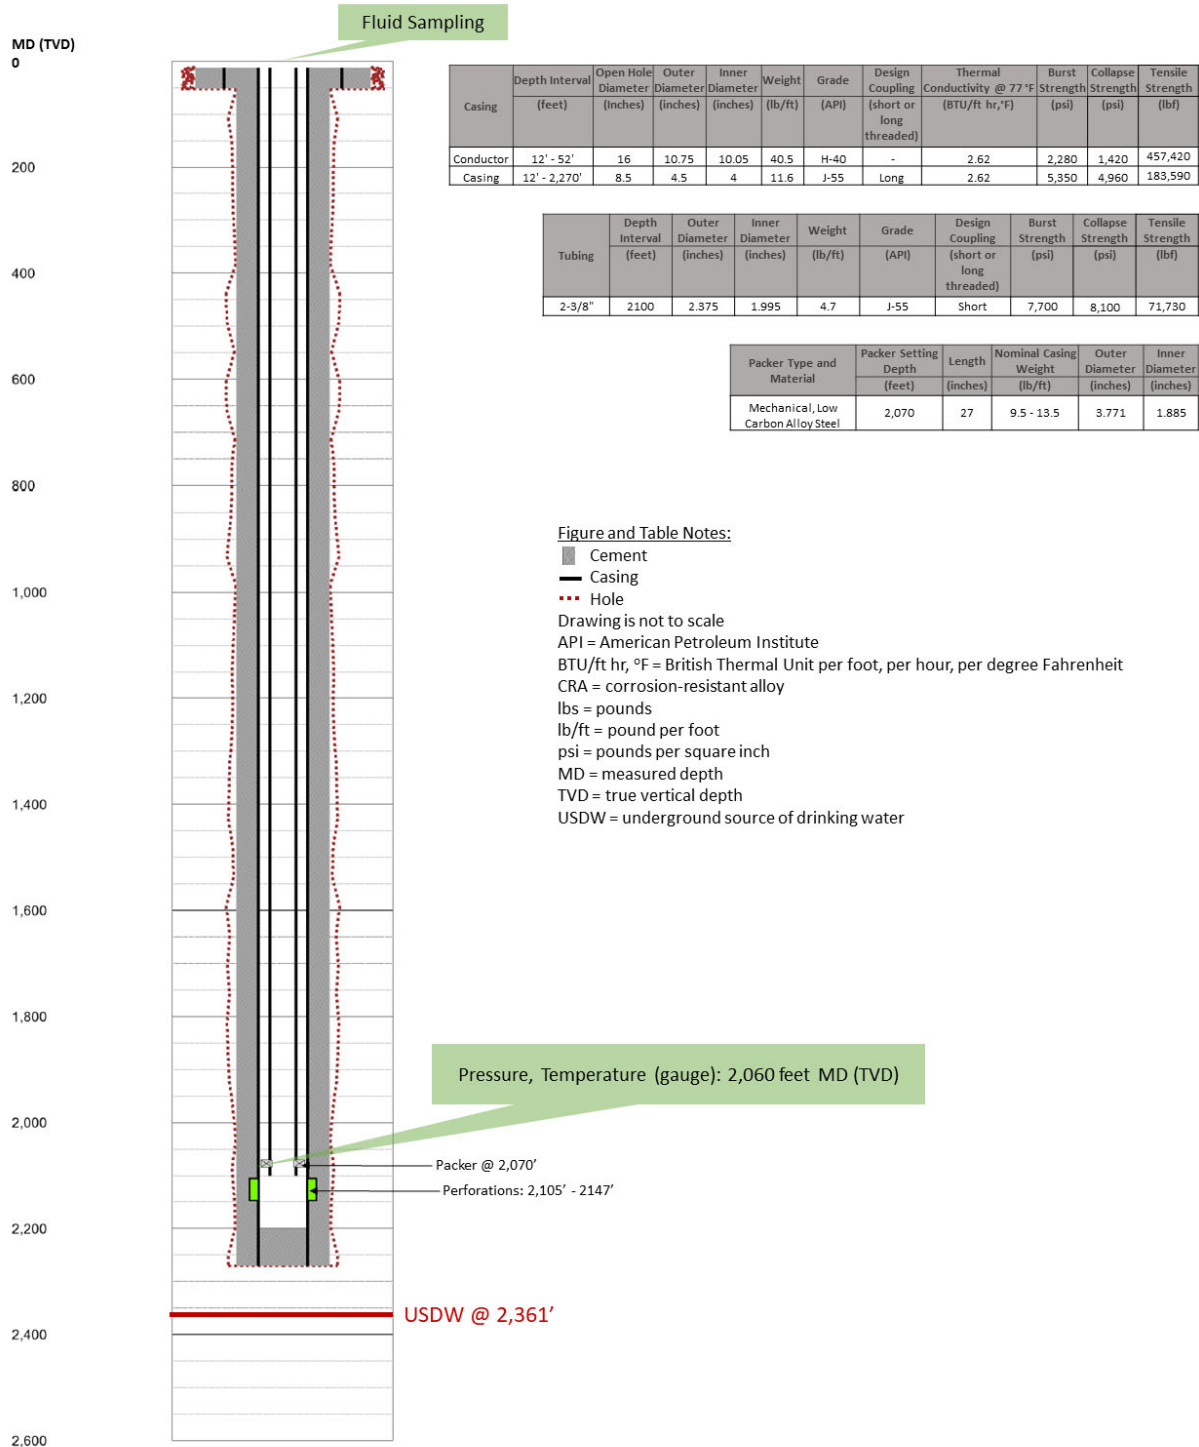 Fluid Sampling
MD (TVD)
0
200
400
600
800
1,000
1,200
1,400
1,600
1,800
2,000
2,200
2,400
2,600
Casing
Depth Interval
(feet)
Open Hole
Diameter
(Inches)
Outer
Diameter
(inches)
Inner
Diameter
(inches)
Weight
(lb/ft)
Grade
(API)
Design
Coupling
(short or
long
threaded)
Thermal
Conductivity @ 77 °F
(BTU/ft hr,°F)
Burst
Strength
(psi)
Collapse
Strength
(psi)
Tensile
Strength
(lbf)
Conductor 12' - 52' 16 10.75 10.05 40.5 H-40 - 2.62 2,280 1,420 457,420
Casing 12' - 2,270' 8.5 4.5 4 11.6 J-55 Long 2.62 5,350 4,960 183,590
Tubing
Depth
Interval
(feet)
Outer
Diameter
(inches)
Inner
Diameter
(inches)
Weight
(lb/ft)
Grade
(API)
Design
Coupling
(short or
long
threaded)
Burst
Strength
(psi)
Collapse
Strength
(psi)
Tensile
Strength
(lbf)
2-3/8" 2100 2.375 1.995 4.7 J-55 Short 7,700 8,100 71,730
Packer Type and
Material
Packer Setting
Depth
(feet)
Length
(inches)
Nominal Casing
Weight
(lb/ft)
Outer
Diameter
(inches)
Inner
Diameter
(inches)
Mechanical, Low
Carbon Alloy Steel
2,070 27 9.5 - 13.5 3.771 1.885
Figure and Table Notes:
Cement
Casing
Hole
Drawing is not to scale
API = American Petroleum Institute
BTU/ft hr, °F = British Thermal Unit per foot, per hour, per degree Fahrenheit
CRA = corrosion-resistant alloy
lbs = pounds
lb/ft = pound per foot
psi = pounds per square inch
MD = measured depth
TVD = true vertical depth
USDW = underground source of drinking water
Pressure, Temperature (gauge): 2,060 feet MD (TVD)
Packer @ 2,070’
Perforations: 2,105’ - 2147’
USDW @ 2,361’